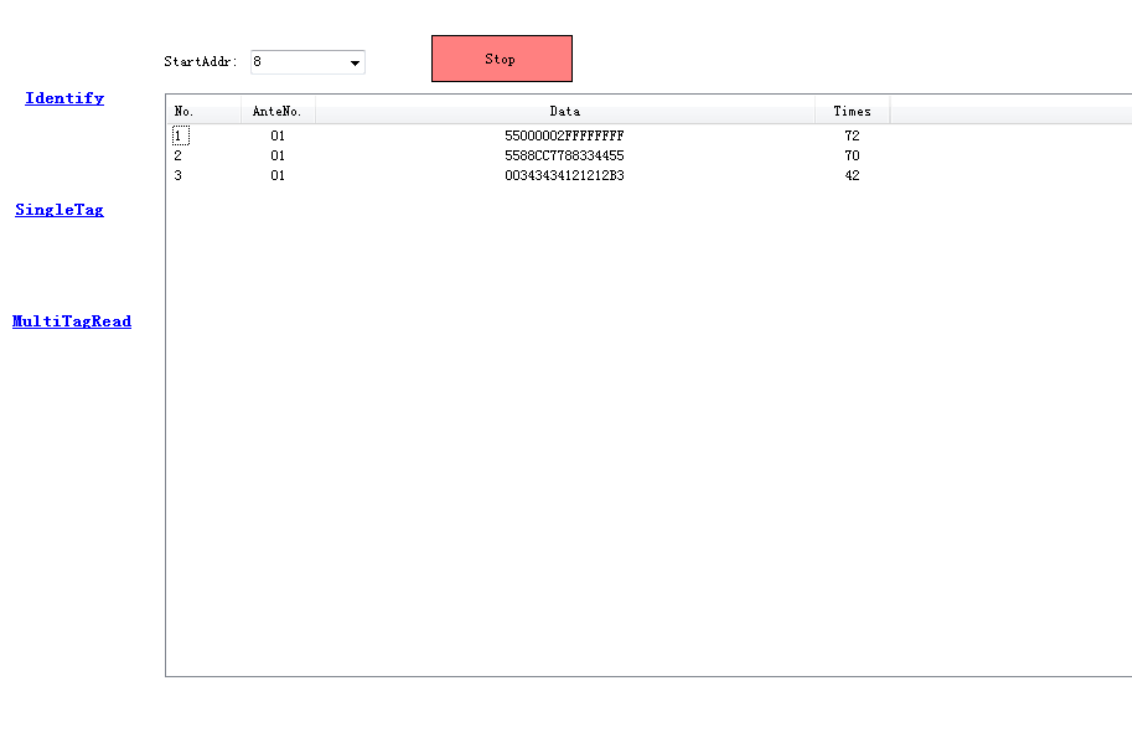 StartAddr: 8 Stop
Identify
No. AnteNo. Data Times
1 01 55000002FFFFFFFF 72
2 01 5588CC7788334455 70
3 01 00343434121212B3 42
SingleTag
MultiTagRead